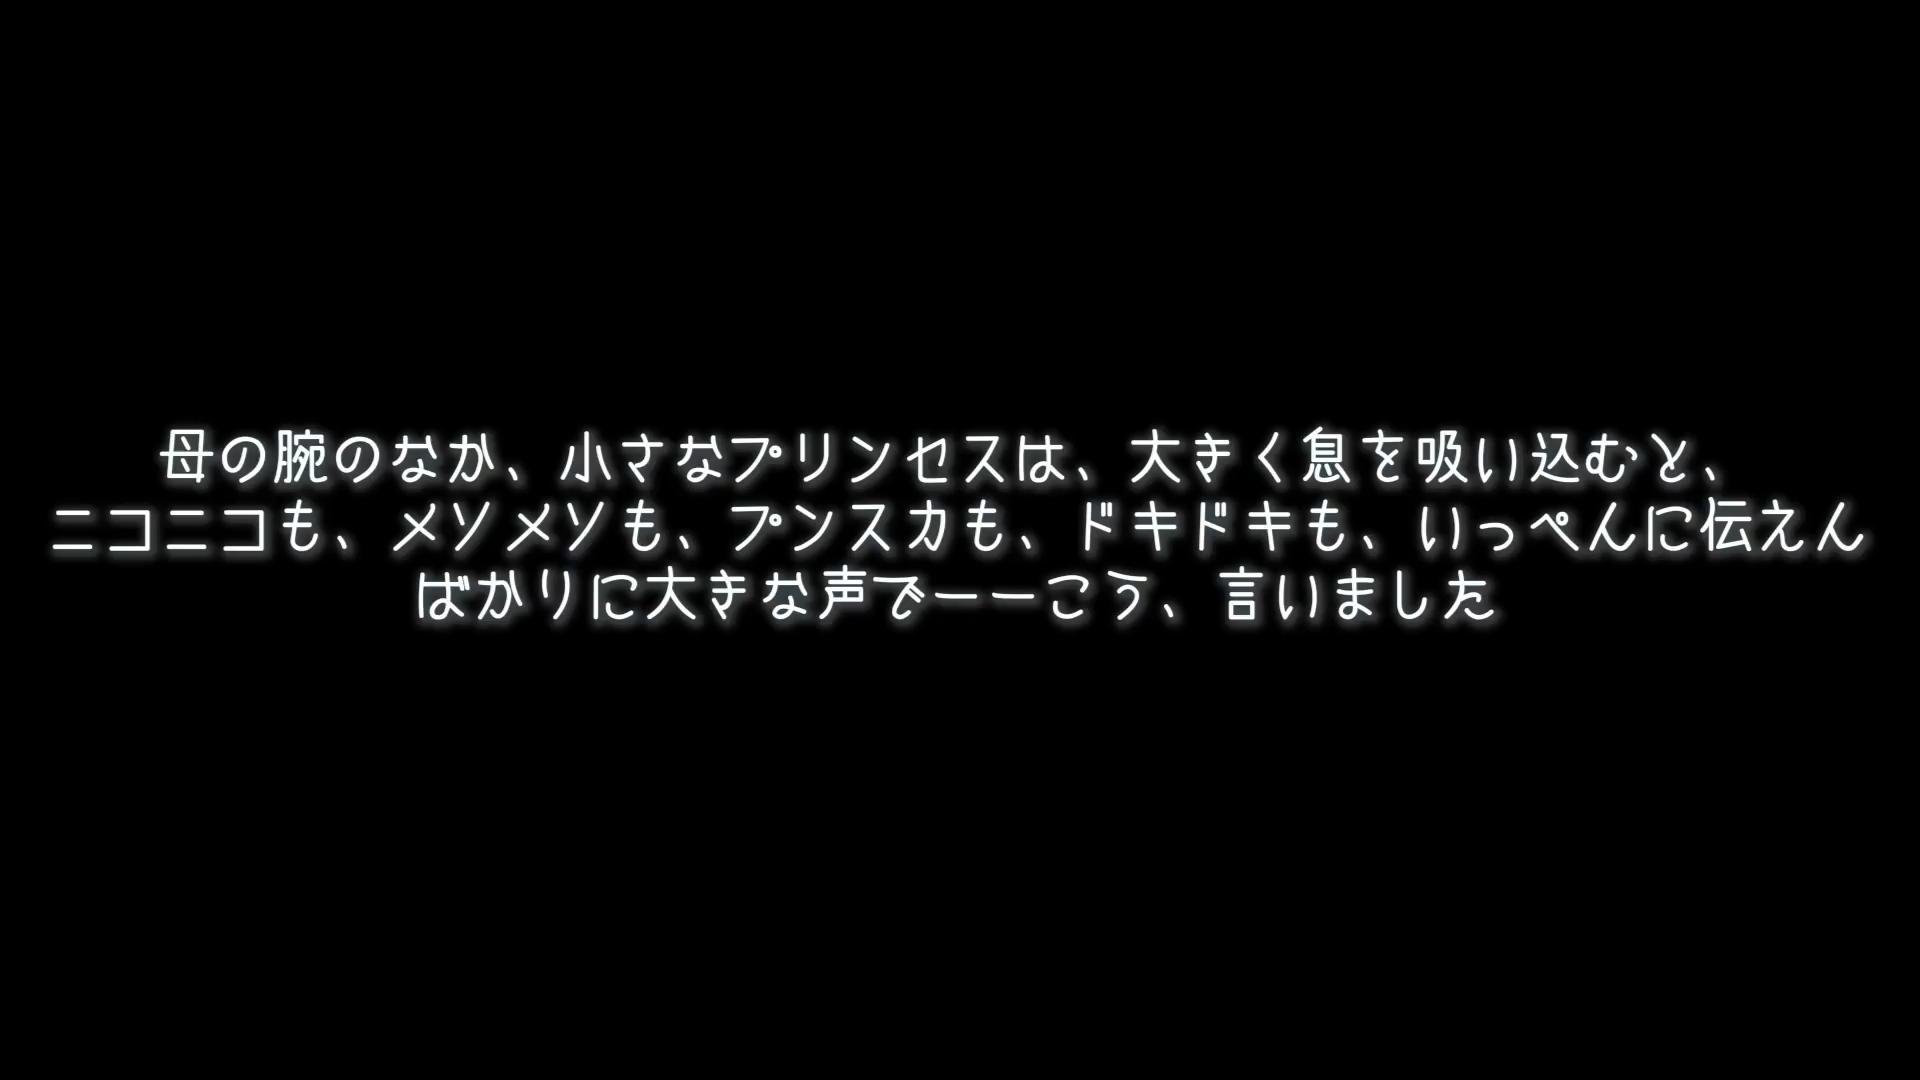 母の腕のなか、小さなプリンセスは、大きく息を吸い込むと、
ニコニコも、メソメソも、プンスカも、ドキドキも、いっぺんに伝えん
ばかりに大きな声でーーこう、言いました